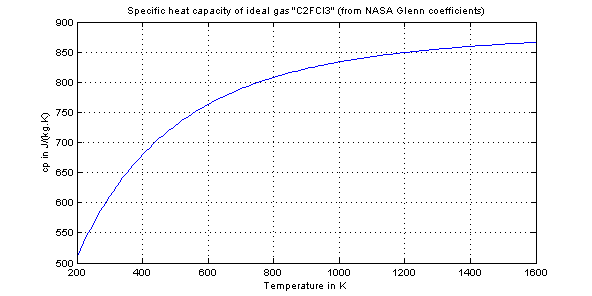 Specific heat capacity of ideal gas "C2FCl3" (from NASA Glenn coefficients)
900
850
800
750
700
650
600
550
500
cp in J/(kg.K)
200 400 600 800 1000 1200 1400 1600
Temperature in K